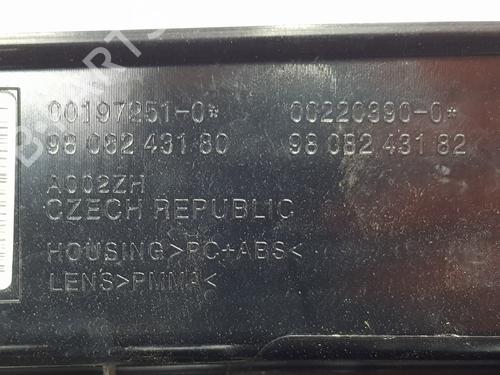 00197251-0* 00220390-0*
98 082 431 80 98 082 431 82
A002ZH
CZECH REPUBLIC
HOUSING>PC+ABS<
LENS>PMMA<